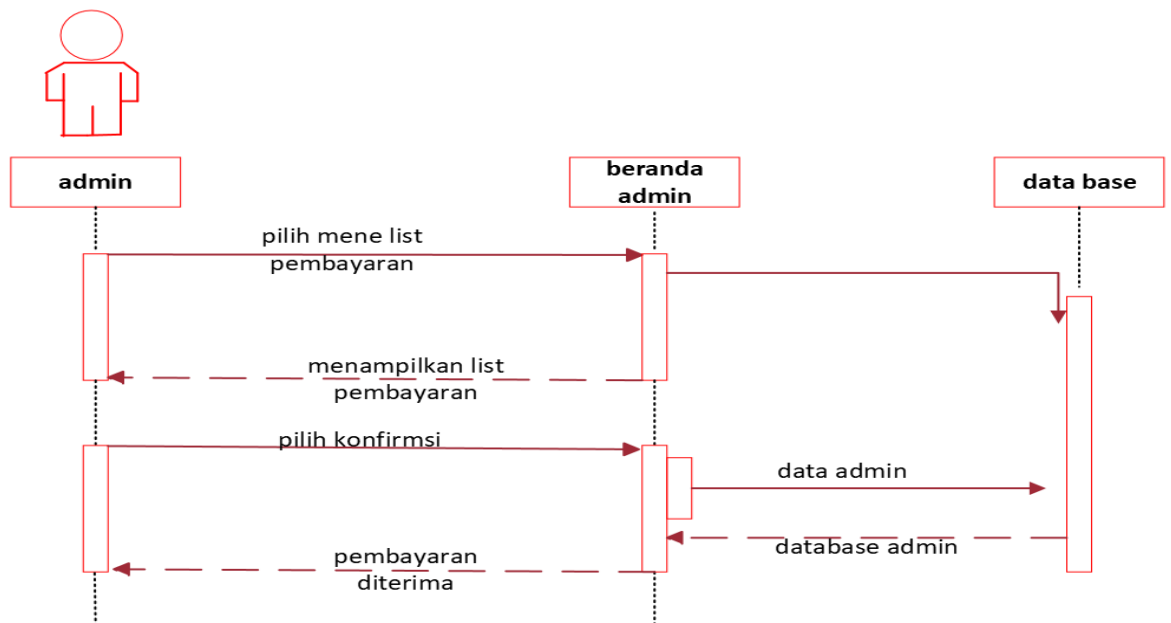 admin
beranda
admin
data base
pilih mene list
pembayaran
menampilkan list
pembayaran
pilih konfirmsi
data admin
database admin
pembayaran
diterima